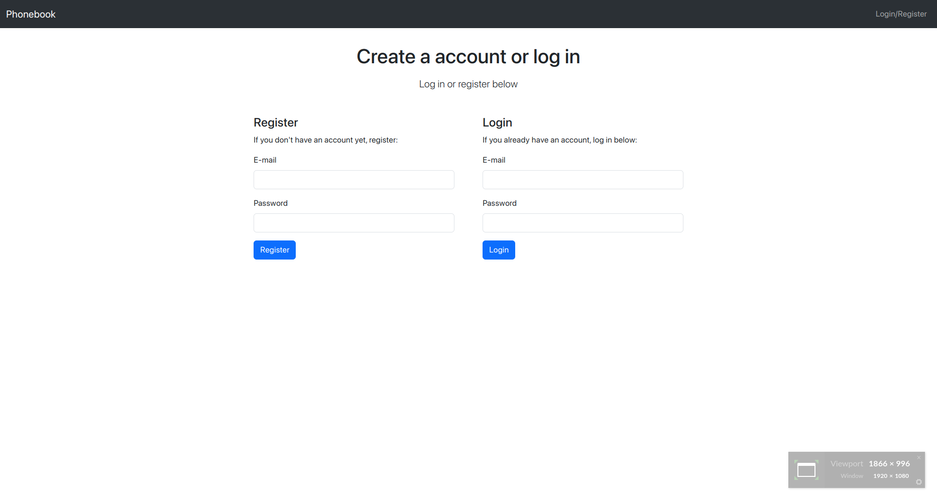 Phonebook
Login/Register
Create a account or log in
Log in or register below
Register
If you don't have an account yet, register:
E-mail
Password
Register
Login
If you already have an account, log in below:
E-mail
Password
Login
Viewport 1866 × 996
Window 1920 × 1080